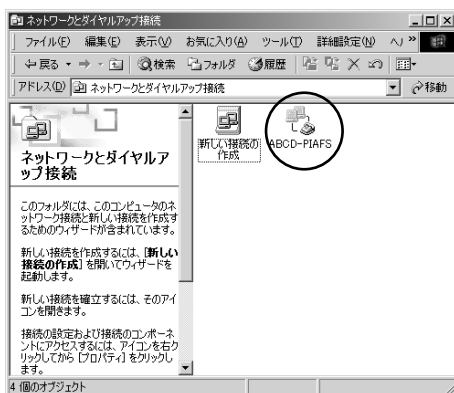 ネットワークとダイヤルアップ接続
ファイル(F) 編集(E) 表示(V) お気に入り(A) ツール(T) 詳細設定(N) ヘ) »
戻る 検索 フォルダ 履歴
アドレス(D) ネットワークとダイヤルアップ接続 移動
新しい接続の
作成
ABCD-PIAFS
ネットワークとダイヤルア
ップ接続
このフォルダには、このコンピュータのネ
ットワーク接続と新しい接続を作成す
るためのウィザードが含まれています。
新しい接続を作成するには、[新しい
接続の作成] を開いてウィザードを
起動します。
新しい接続を確立するには、そのアイ
コンを開きます。
接続の設定および接続のコンポーネ
ントにアクセスするには、アイコンを右ク
リックしてから [プロパティ] をクリックし
ます。
4 個のオブジェクト